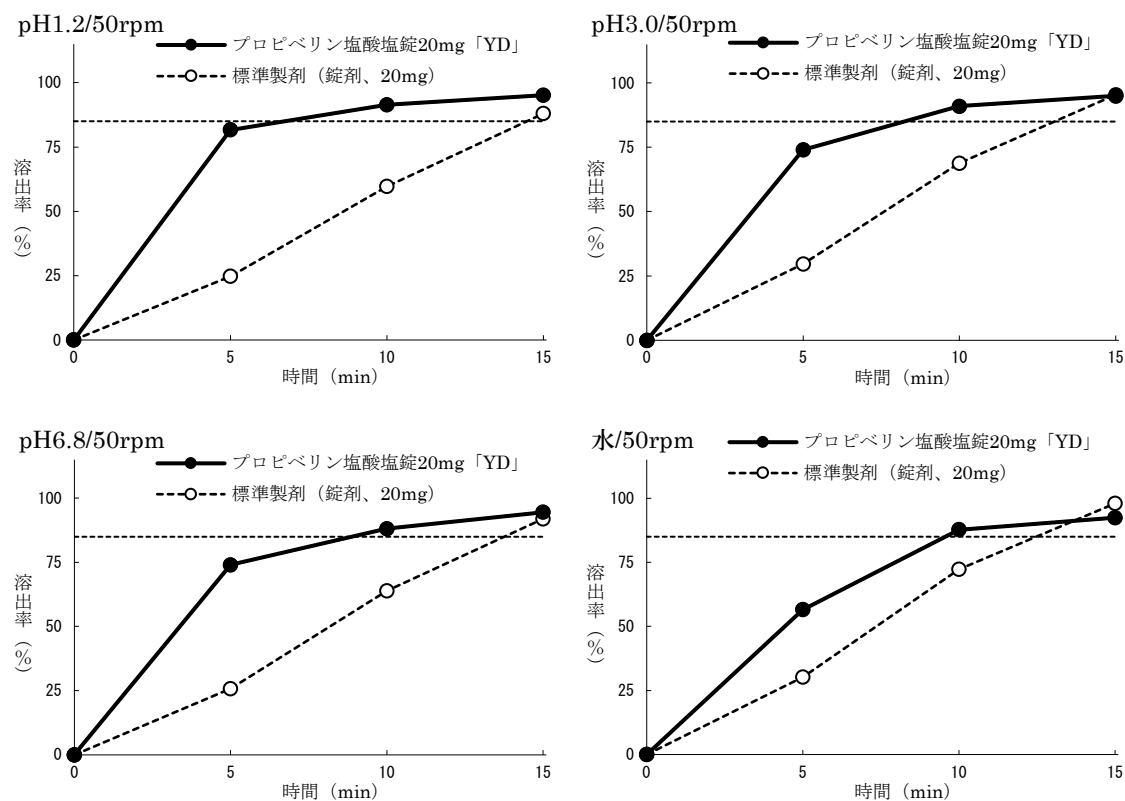 pH1.2/50rpm
プロピベリン塩酸塩錠20mg「YD」
標準製剤（錠剤、20mg）
100
75
50
25
0
溶出率（%）
0 5 10 15
時間（min）
pH3.0/50rpm
プロピベリン塩酸塩錠20mg「YD」
標準製剤（錠剤、20mg）
100
75
50
25
0
溶出率（%）
0 5 10 15
時間（min）
pH6.8/50rpm
プロピベリン塩酸塩錠20mg「YD」
標準製剤（錠剤、20mg）
100
75
50
25
0
溶出率（%）
0 5 10 15
時間（min）
水/50rpm
プロピベリン塩酸塩錠20mg「YD」
標準製剤（錠剤、20mg）
100
75
50
25
0
溶出率（%）
0 5 10 15
時間（min）